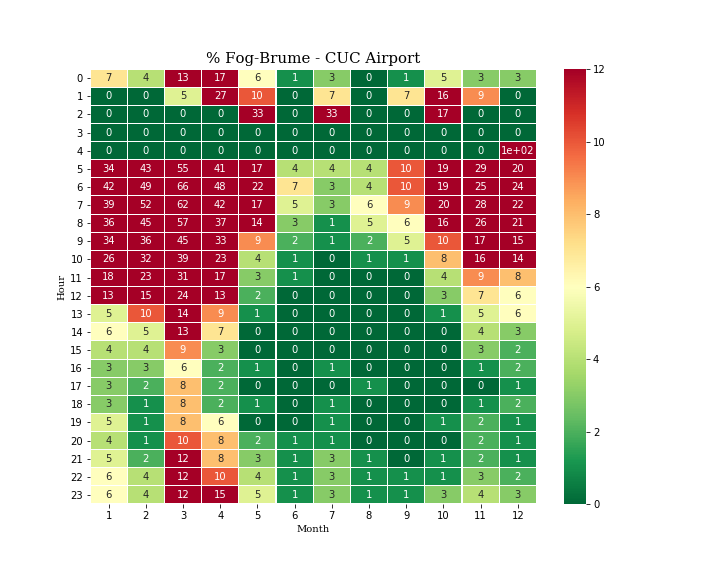 % Fog-Brume - CUC Airport
0 7 4 13 17 6 1 3 0 1 5 3 3
1 0 0 5 27 10 0 7 0 7 16 9 0
2 0 0 0 0 33 0 33 0 0 17 0 0
3 0 0 0 0 0 0 0 0 0 0 0 0
4 0 0 0 0 0 0 0 0 0 0 0 1e+02
5 34 43 55 41 17 4 4 4 10 19 29 20
6 42 49 66 48 22 7 3 4 10 19 25 24
7 39 52 62 42 17 5 3 6 9 20 28 22
8 36 45 57 37 14 3 1 5 6 16 26 21
9 34 36 45 33 9 2 1 2 5 10 17 15
10 26 32 39 23 4 1 0 1 1 8 16 14
11 18 23 31 17 3 1 0 0 0 4 9 8
12 13 15 24 13 2 0 0 0 0 3 7 6
13 5 10 14 9 1 0 0 0 0 1 5 6
14 6 5 13 7 0 0 0 0 0 0 4 3
15 4 4 9 3 0 0 0 0 0 0 3 2
16 3 3 6 2 1 0 1 0 0 0 1 2
17 3 2 8 2 0 0 0 1 0 0 0 1
18 3 1 8 2 1 0 1 0 0 0 1 2
19 5 1 8 6 0 0 1 0 0 1 2 1
20 4 1 10 8 2 1 1 0 0 0 2 1
21 5 2 12 8 3 1 3 1 0 1 2 1
22 6 4 12 10 4 1 3 1 1 1 3 2
23 6 4 12 15 5 1 3 1 1 3 4 3
1 2 3 4 5 6 7 8 9 10 11 12
Month
Hour
12
10
8
6
4
2
0